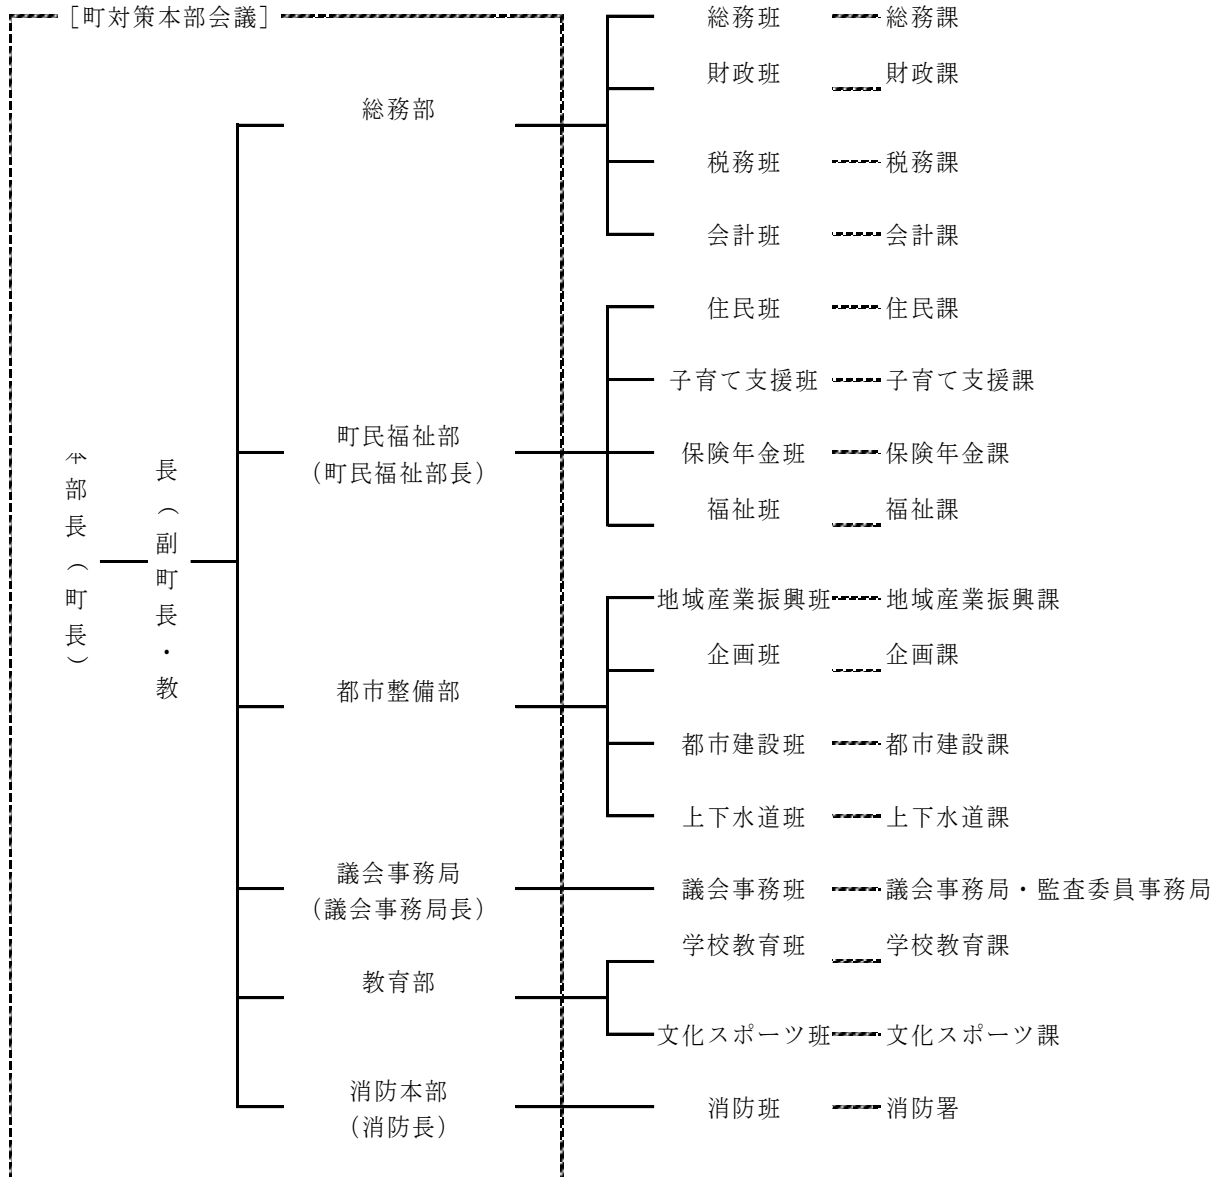 [町対策本部会議]
本部長(町長)
長(副町長・教
総務部
総務班 総務課
財政班 財政課
税務班 税務課
会計班 会計課
町民福祉部
(町民福祉部長)
住民班 住民課
子育て支援班 子育て支援課
保険年金班 保険年金課
福祉班 福祉課
都市整備部
地域産業振興班 地域産業振興課
企画班 企画課
都市建設班 都市建設課
上下水道班 上下水道課
議会事務局
(議会事務局長)
議会事務班 議会事務局・監査委員事務局
教育部
学校教育班 学校教育課
文化スポーツ班 文化スポーツ課
消防本部
(消防長)
消防班 消防署